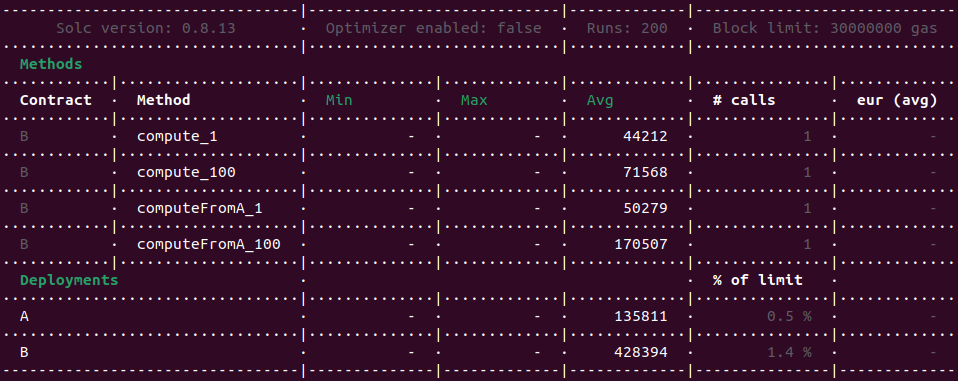 Solc version: 0.8.13 · Optimizer enabled: false · Runs: 200 · Block limit: 30000000 gas
Methods
Contract · Method · Min · Max · Avg · # calls · eur (avg)
B · compute_1 · - · - · 44212 · 1 · -
B · compute_100 · - · - · 71568 · 1 · -
B · computeFromA_1 · - · - · 50279 · 1 · -
B · computeFromA_100 · - · - · 170507 · 1 · -
Deployments · · % of limit ·
A · - · - · 135811 · 0.5 % · -
B · - · - · 428394 · 1.4 % · -